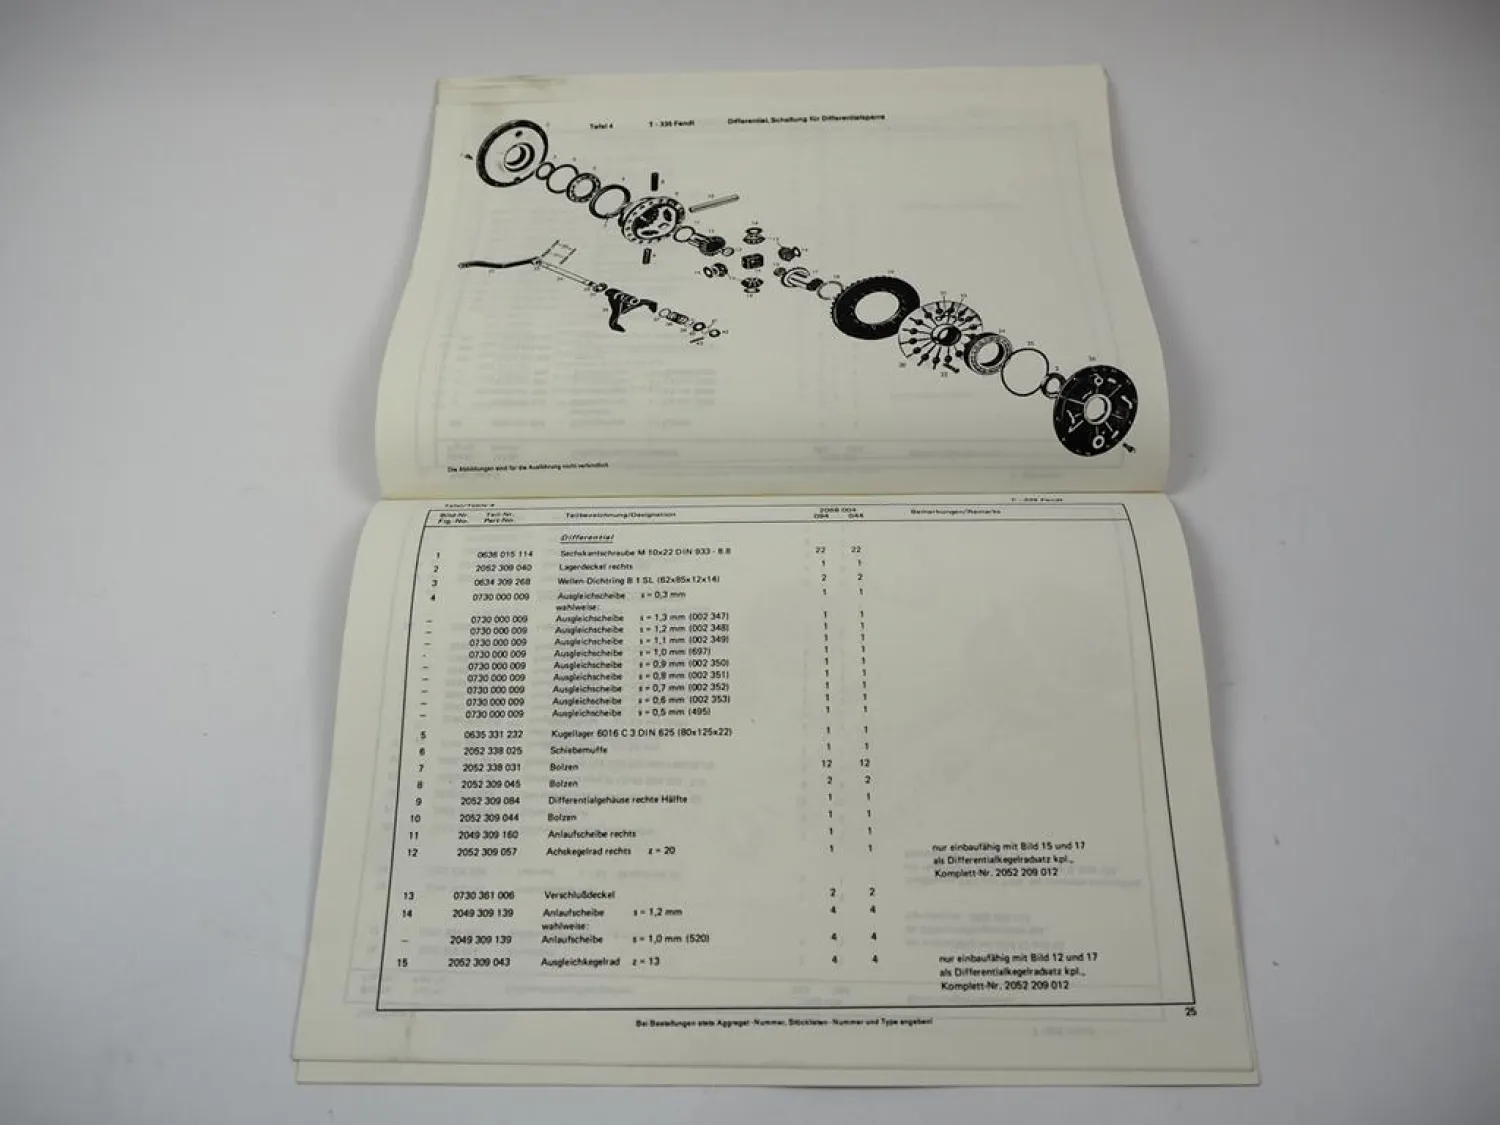 Tafel 4 T - 335 Fendt Differential, Schaltung für Differentialsperre
Die Abbildungen sind für die Ausführung nicht verbindlich
Tafel/Table 4 T - 335 Fendt
Bild-Nr. Teil-Nr. Teilbezeichnung/Designation 2058 004 Bemerkungen/Remarks
Fig.-No. Part-No. 094 044
Differential
1 0636 015 114 Sechskantschraube M 10x22 DIN 933 - 8.8 22 22
2 2052 309 040 Lagerdeckel rechts 1 1
3 0634 309 268 Wellen-Dichtring B 1 SL (62x85x12x14) 2 2
4 0730 000 009 Ausgleichscheibe s = 0,3 mm 1 1
wahlweise:
– 0730 000 009 Ausgleichscheibe s = 1,3 mm (002 347) 1 1
– 0730 000 009 Ausgleichscheibe s = 1,2 mm (002 348) 1 1
– 0730 000 009 Ausgleichscheibe s = 1,1 mm (002 349) 1 1
- 0730 000 009 Ausgleichscheibe s = 1,0 mm (697) 1 1
– 0730 000 009 Ausgleichscheibe s = 0,9 mm (002 350) 1 1
– 0730 000 009 Ausgleichscheibe s = 0,8 mm (002 351) 1 1
– 0730 000 009 Ausgleichscheibe s = 0,7 mm (002 352) 1 1
– 0730 000 009 Ausgleichscheibe s = 0,6 mm (002 353) 1 1
– 0730 000 009 Ausgleichscheibe s = 0,5 mm (495) 1 1
5 0635 331 232 Kugellager 6016 C 3 DIN 625 (80x125x22) 1 1
6 2052 338 025 Schiebemuffe 1 1
7 2052 338 031 Bolzen 12 12
8 2052 309 045 Bolzen 2 2
9 2052 309 084 Differentialgehäuse rechte Hälfte 1 1
10 2052 309 044 Bolzen 1 1
11 2049 309 160 Anlaufscheibe rechts 1 1
12 2052 309 057 Achskegelrad rechts z = 20 1 1 nur einbaufähig mit Bild 15 und 17
als Differentialkegelradsatz kpl.,
Komplett-Nr. 2052 209 012
13 0730 361 006 Verschlußdeckel 2 2
14 2049 309 139 Anlaufscheibe s = 1,2 mm 4 4
wahlweise:
– 2049 309 139 Anlaufscheibe s = 1,0 mm (520) 4 4
15 2052 309 043 Ausgleichkegelrad z = 13 4 4 nur einbaufähig mit Bild 12 und 17
als Differentialkegelradsatz kpl.,
Komplett-Nr. 2052 209 012
25
Bei Bestellungen stets Aggregat-Nummer, Stücklisten-Nummer und Type angeben!